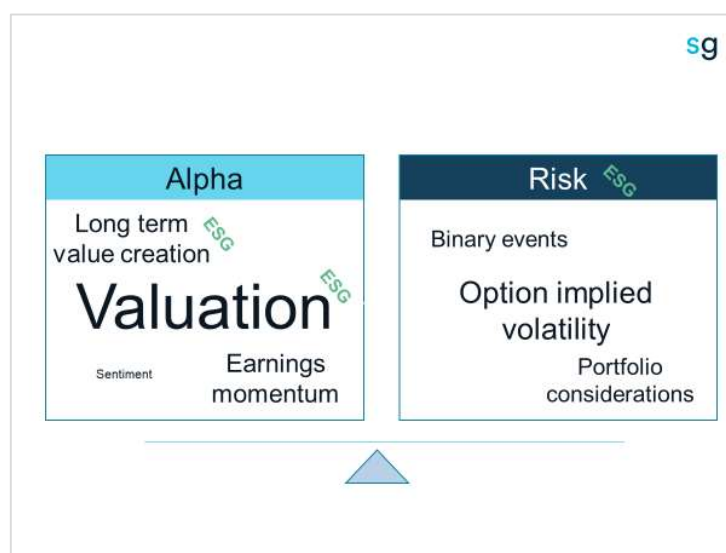 sg
Alpha
Long term
value creation
ESG
Valuation
ESG
Sentiment
Earnings
momentum
Risk
ESG
Binary events
Option implied
volatility
Portfolio
considerations